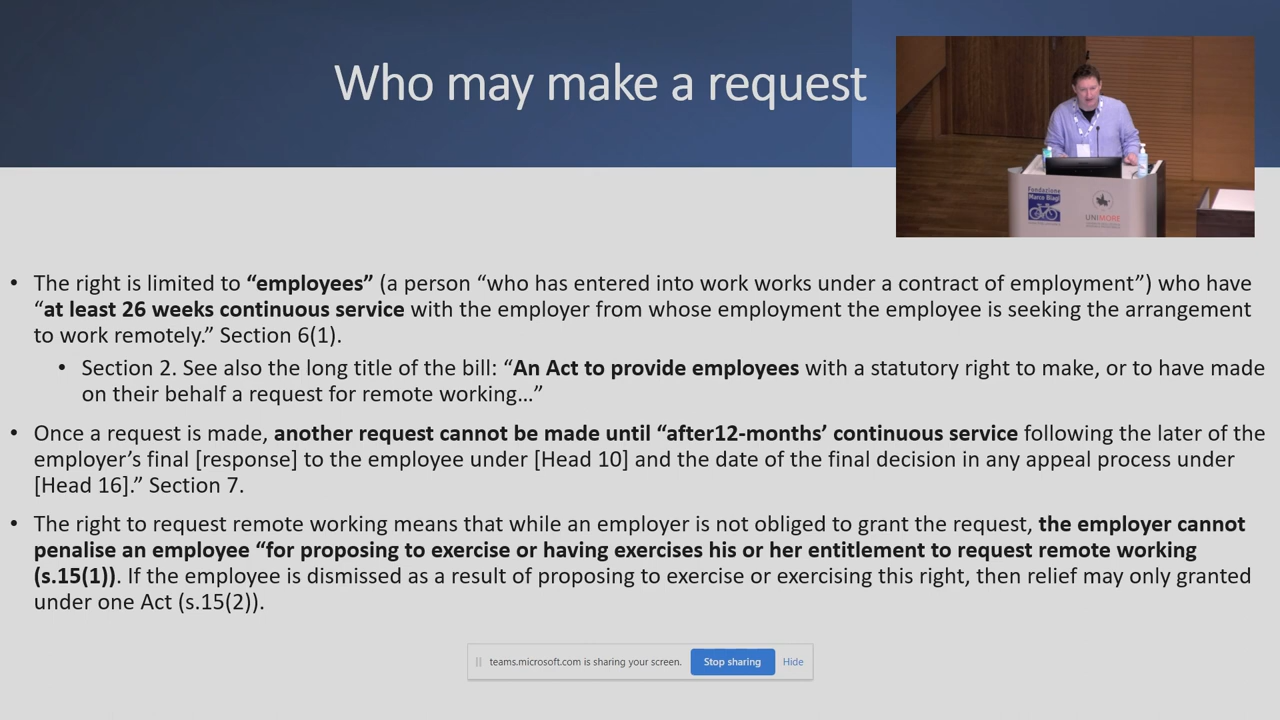 Who may make a request
Fondazione
Marco Biagi
UNIMORE
• The right is limited to “employees” (a person “who has entered into work works under a contract of employment”) who have
“at least 26 weeks continuous service with the employer from whose employment the employee is seeking the arrangement
to work remotely.” Section 6(1).
• Section 2. See also the long title of the bill: “An Act to provide employees with a statutory right to make, or to have made
on their behalf a request for remote working…”
• Once a request is made, another request cannot be made until “after12-months’ continuous service following the later of the
employer’s final [response] to the employee under [Head 10] and the date of the final decision in any appeal process under
[Head 16].” Section 7.
• The right to request remote working means that while an employer is not obliged to grant the request, the employer cannot
penalise an employee “for proposing to exercise or having exercises his or her entitlement to request remote working
(s.15(1)). If the employee is dismissed as a result of proposing to exercise or exercising this right, then relief may only granted
under one Act (s.15(2)).
teams.microsoft.com is sharing your screen. Stop sharing Hide